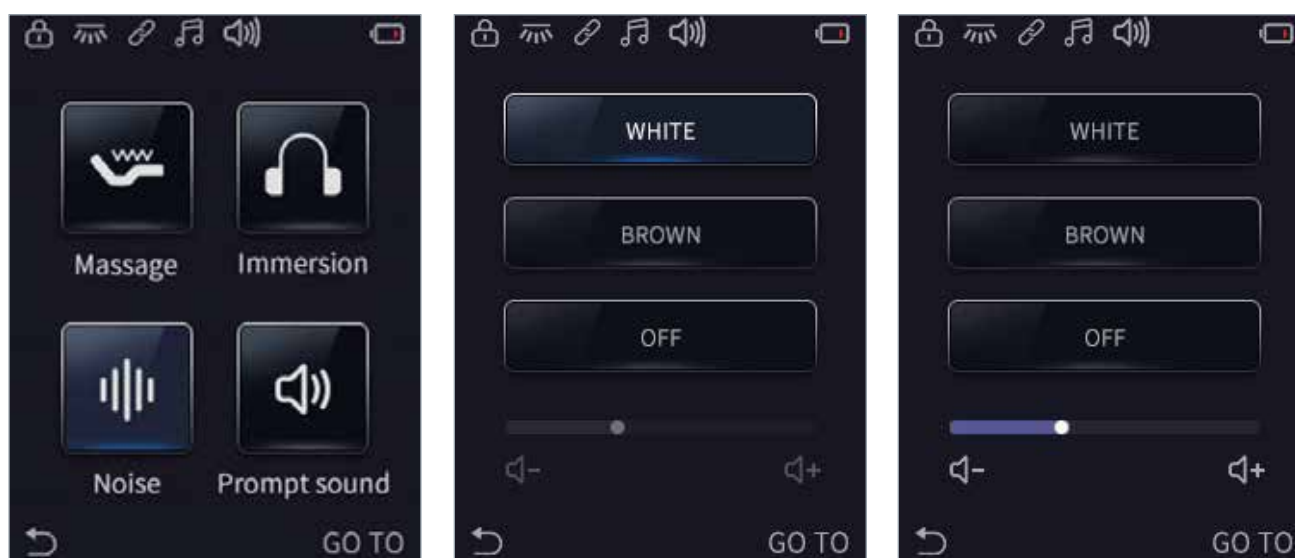 Massage Immersion
Noise Prompt sound
GO TO
WHITE
BROWN
OFF
GO TO
WHITE
BROWN
OFF
GO TO